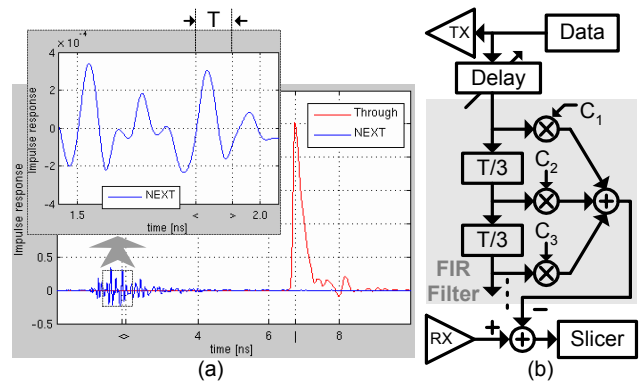 T
×10⁻⁴
4
2
0
-2
-4
Impulse response
NEXT
1.5
<
>
2.0
time [ns]
Through
NEXT
Impulse response
0.5
0
-0.5
<>
4
6
|
8
time [ns]
(a)
TX
Data
Delay
C1
T/3
C2
T/3
C3
FIR
Filter
RX
+
−
Slicer
(b)